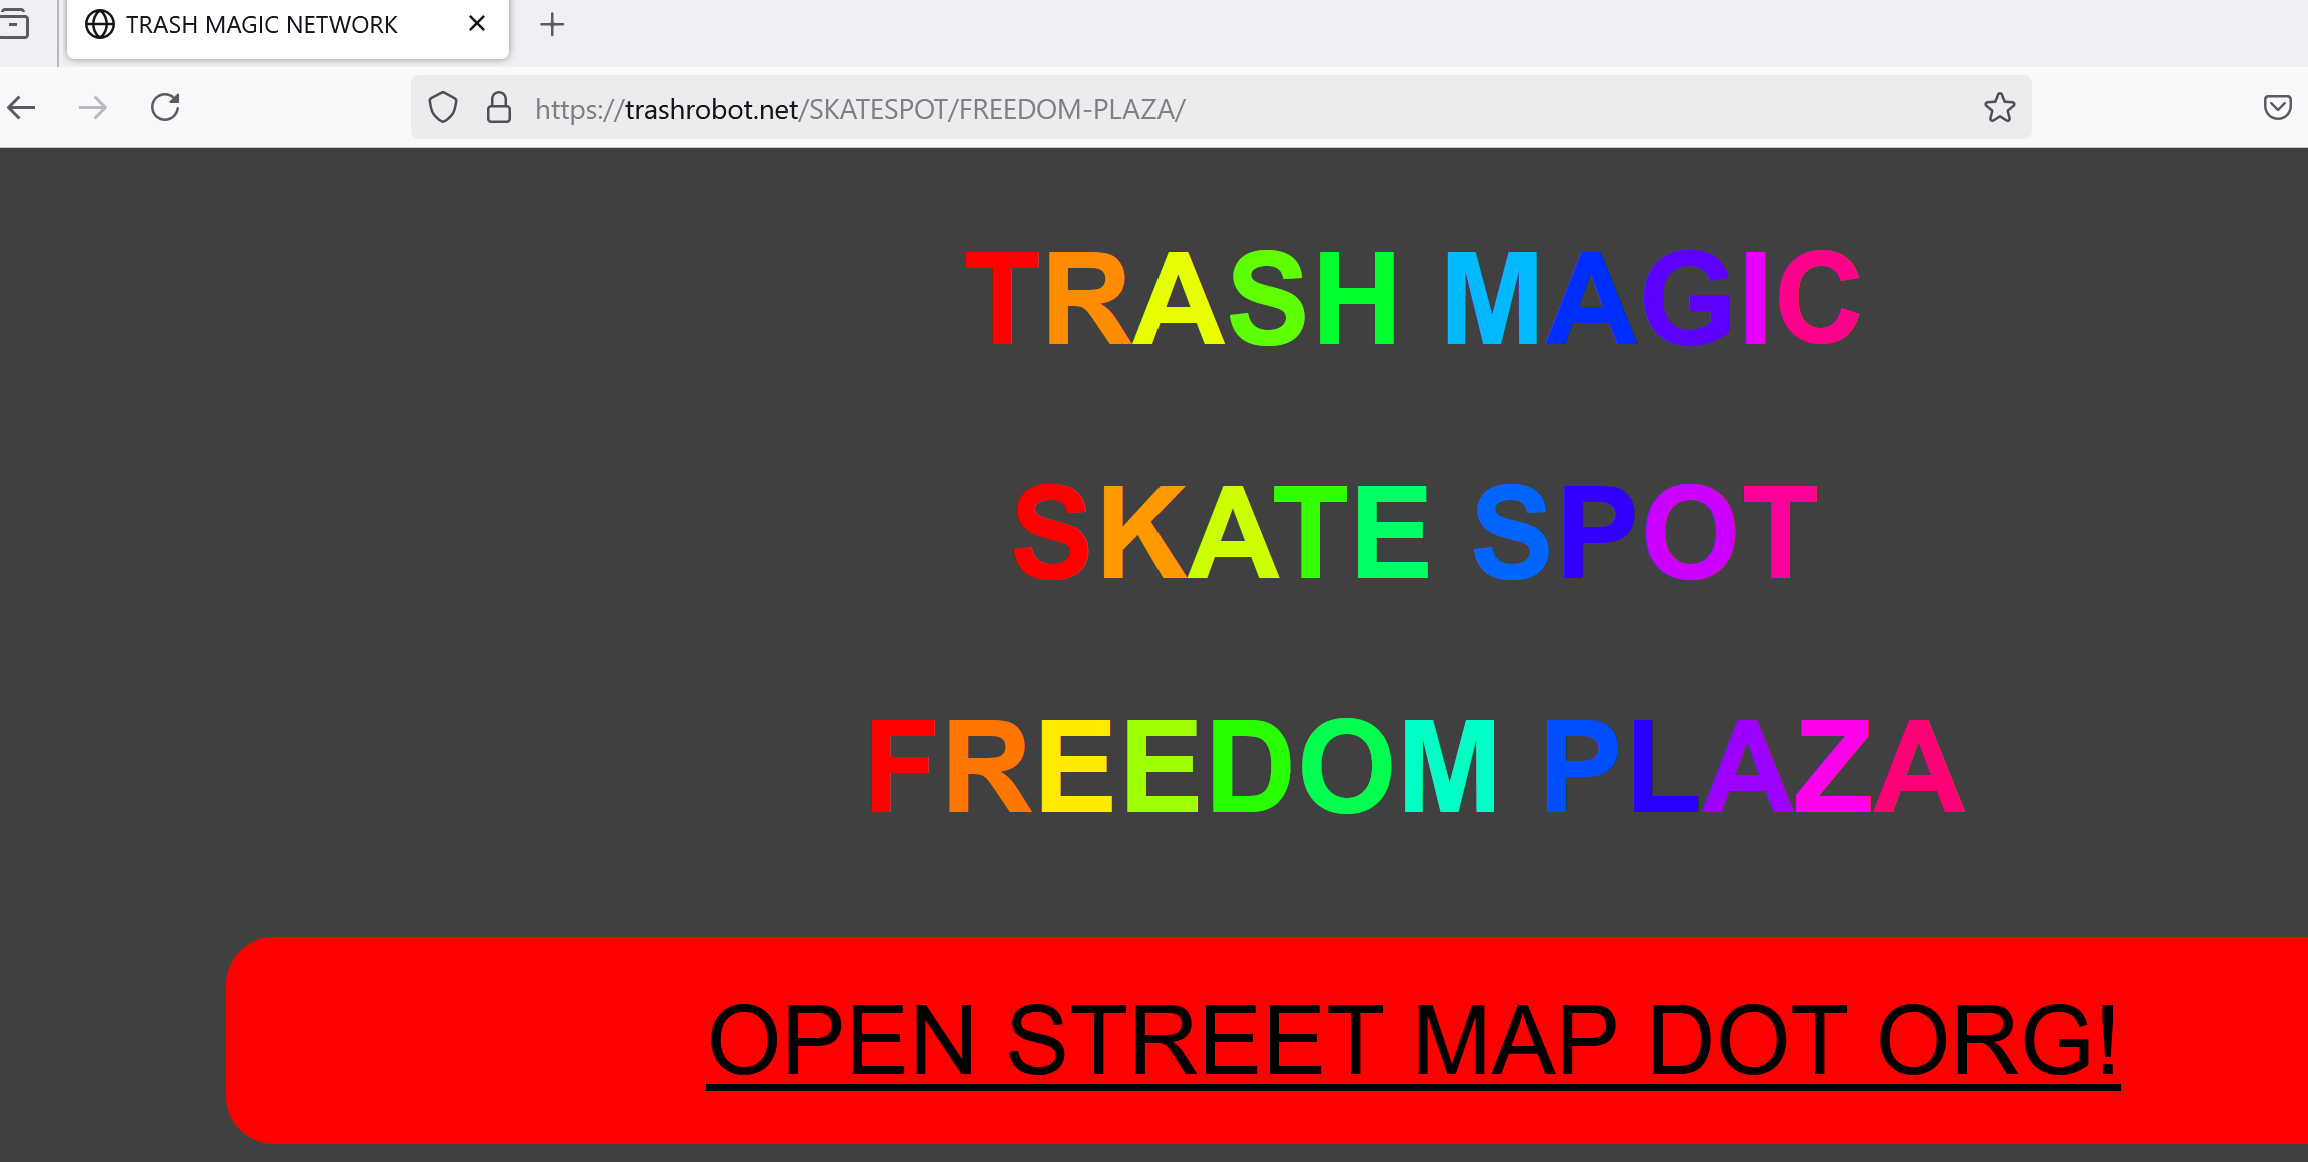 TRASH MAGIC NETWORK
https://trashrobot.net/SKATESPOT/FREEDOM-PLAZA/
TRASH MAGIC
SKATE SPOT
FREEDOM PLAZA
OPEN STREET MAP DOT ORG!